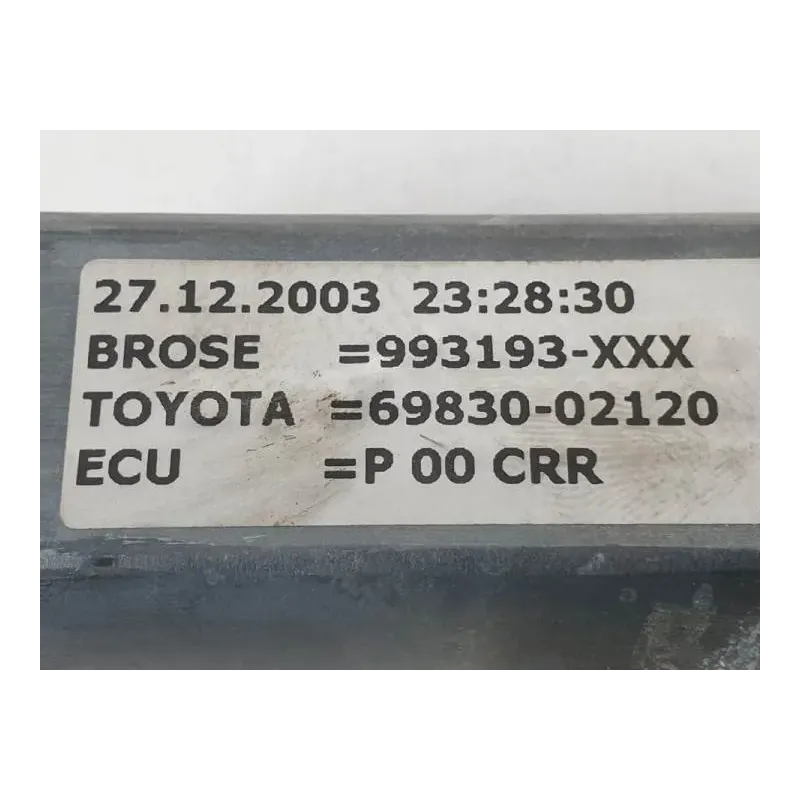 27.12.2003 23:28:30
BROSE =993193-XXX
TOYOTA =69830-02120
ECU =P 00 CRR